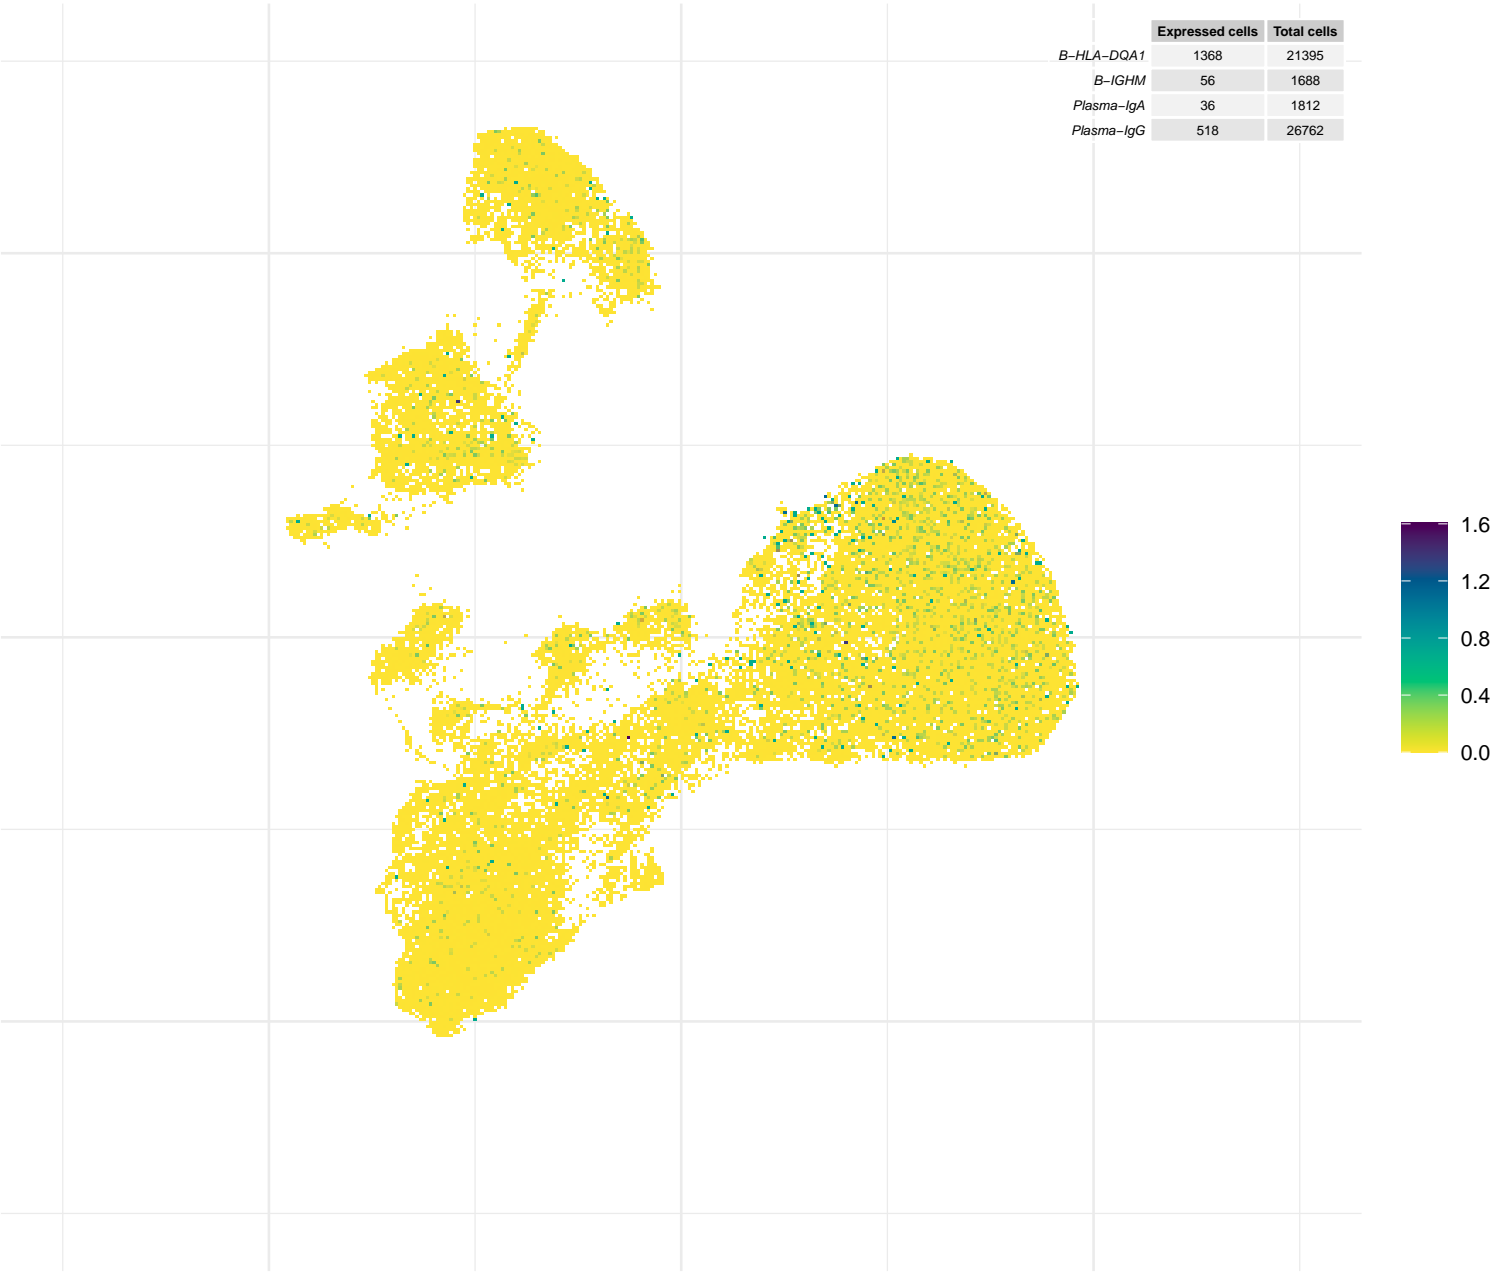 Expressed cells Total cells
B−HLA−DQA1 1368 21395
B−IGHM 56 1688
Plasma−IgA 36 1812
Plasma−IgG 518 26762
1.6
1.2
0.8
0.4
0.0